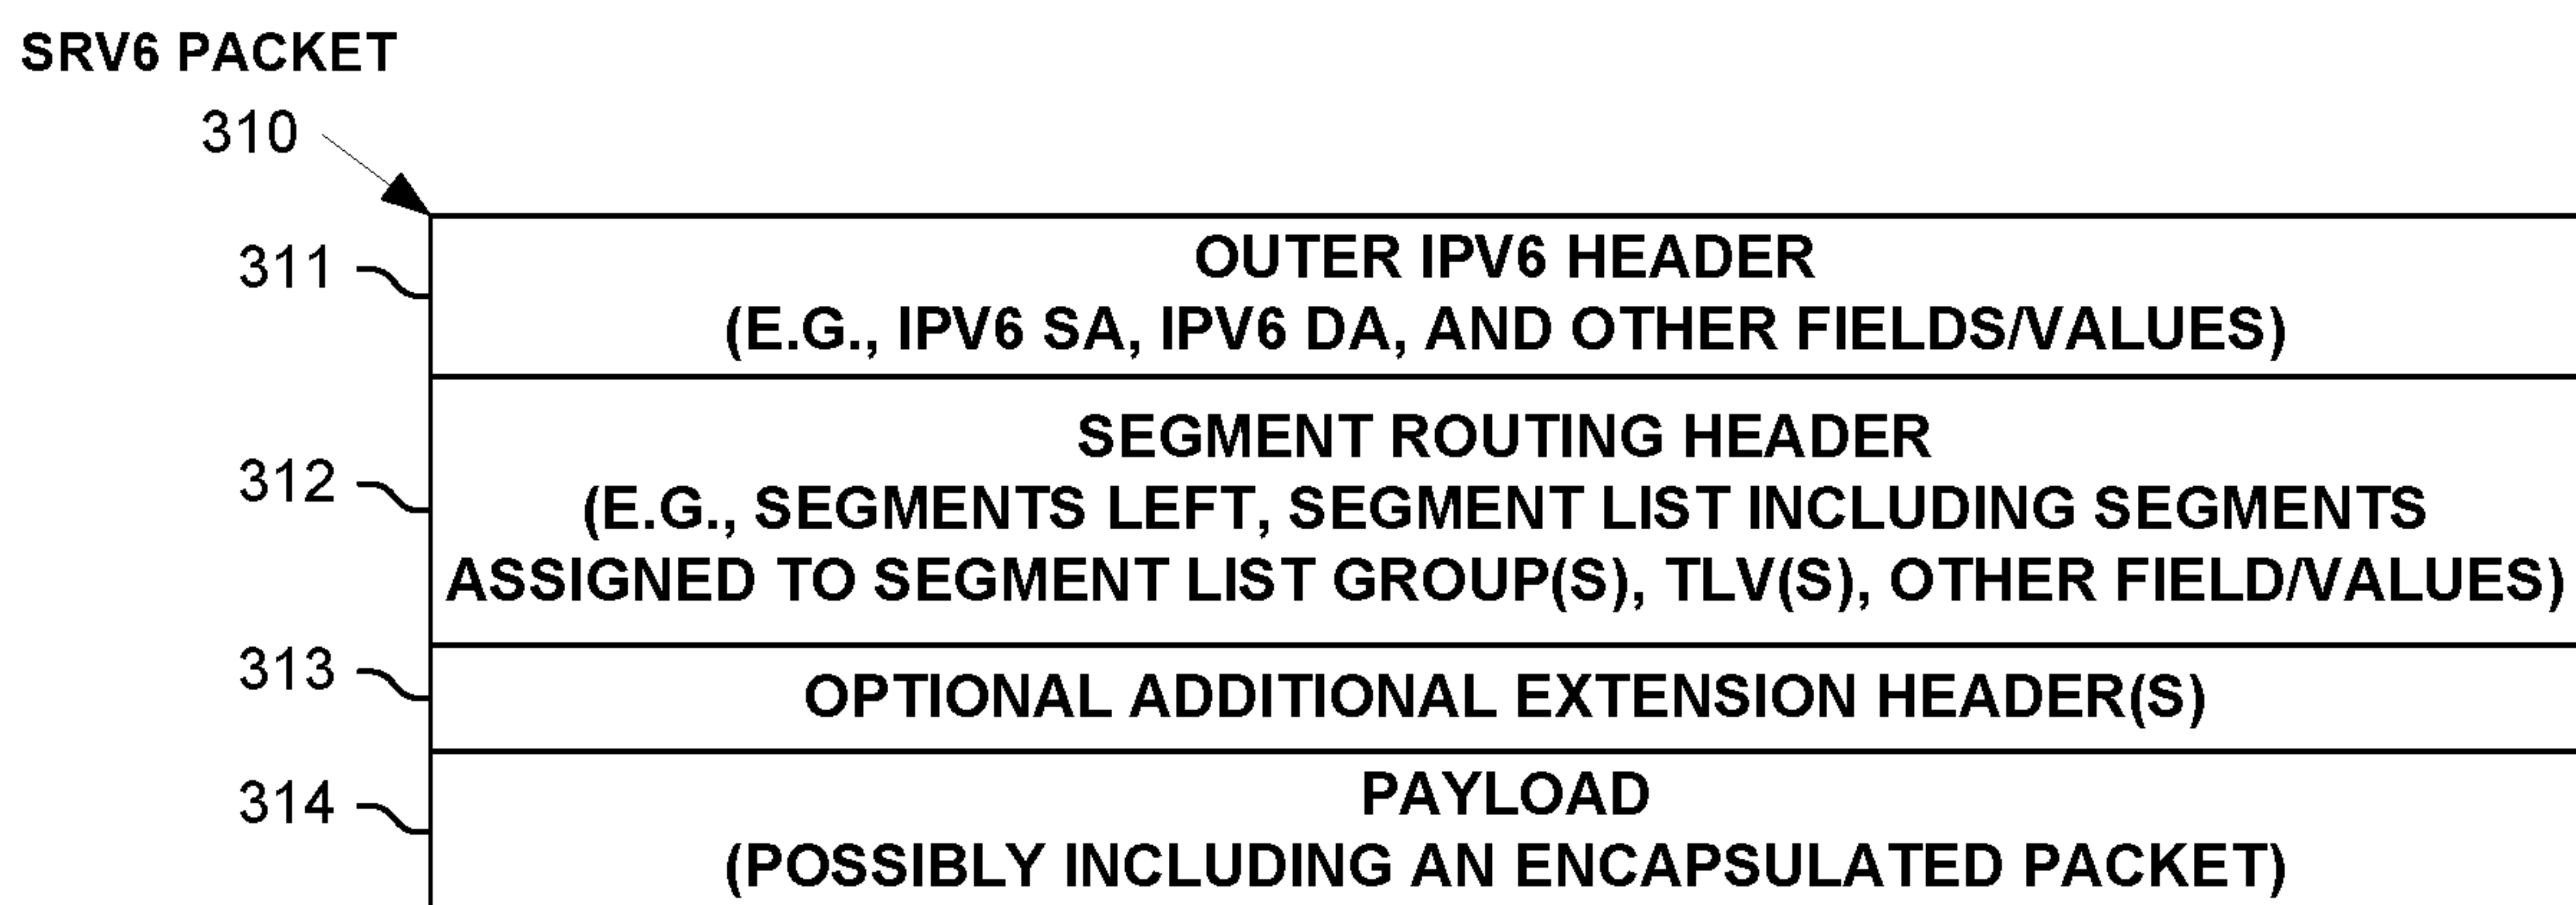 SRV6 PACKET
310
311
OUTER IPV6 HEADER
(E.G., IPV6 SA, IPV6 DA, AND OTHER FIELDS/VALUES)
312
SEGMENT ROUTING HEADER
(E.G., SEGMENTS LEFT, SEGMENT LIST INCLUDING SEGMENTS
ASSIGNED TO SEGMENT LIST GROUP(S), TLV(S), OTHER FIELD/VALUES)
313
OPTIONAL ADDITIONAL EXTENSION HEADER(S)
314
PAYLOAD
(POSSIBLY INCLUDING AN ENCAPSULATED PACKET)